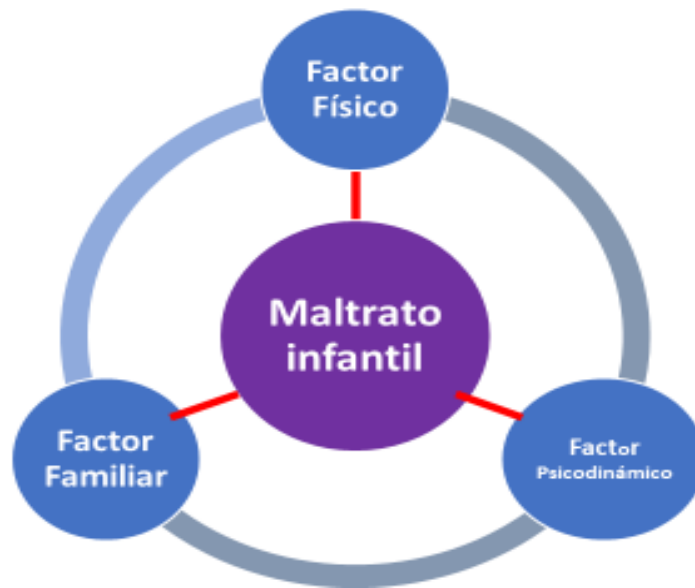 Factor
Físico
Maltrato
infantil
Factor
Familiar
Factor
Psicodinámico